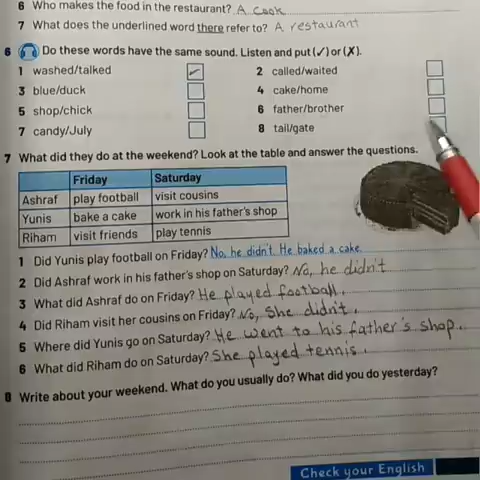 6 Who makes the food in the restaurant? A Cook
7 What does the underlined word there refer to? A restaurant
6 Do these words have the same sound. Listen and put (✓) or (✗).
1 washed/talked ✓ 2 called/waited
3 blue/duck 4 cake/home
5 shop/chick 6 father/brother
7 candy/July 8 tail/gate
7 What did they do at the weekend? Look at the table and answer the questions.
Friday Saturday
Ashraf play football visit cousins
Yunis bake a cake work in his father's shop
Riham visit friends play tennis
1 Did Yunis play football on Friday? No, he didn't. He baked a cake.
2 Did Ashraf work in his father's shop on Saturday? No, he didn't
3 What did Ashraf do on Friday? He played football.
4 Did Riham visit her cousins on Friday? No, She didn't.
5 Where did Yunis go on Saturday? He went to his father's shop.
6 What did Riham do on Saturday? She played tennis.
8 Write about your weekend. What do you usually do? What did you do yesterday?
Check your English